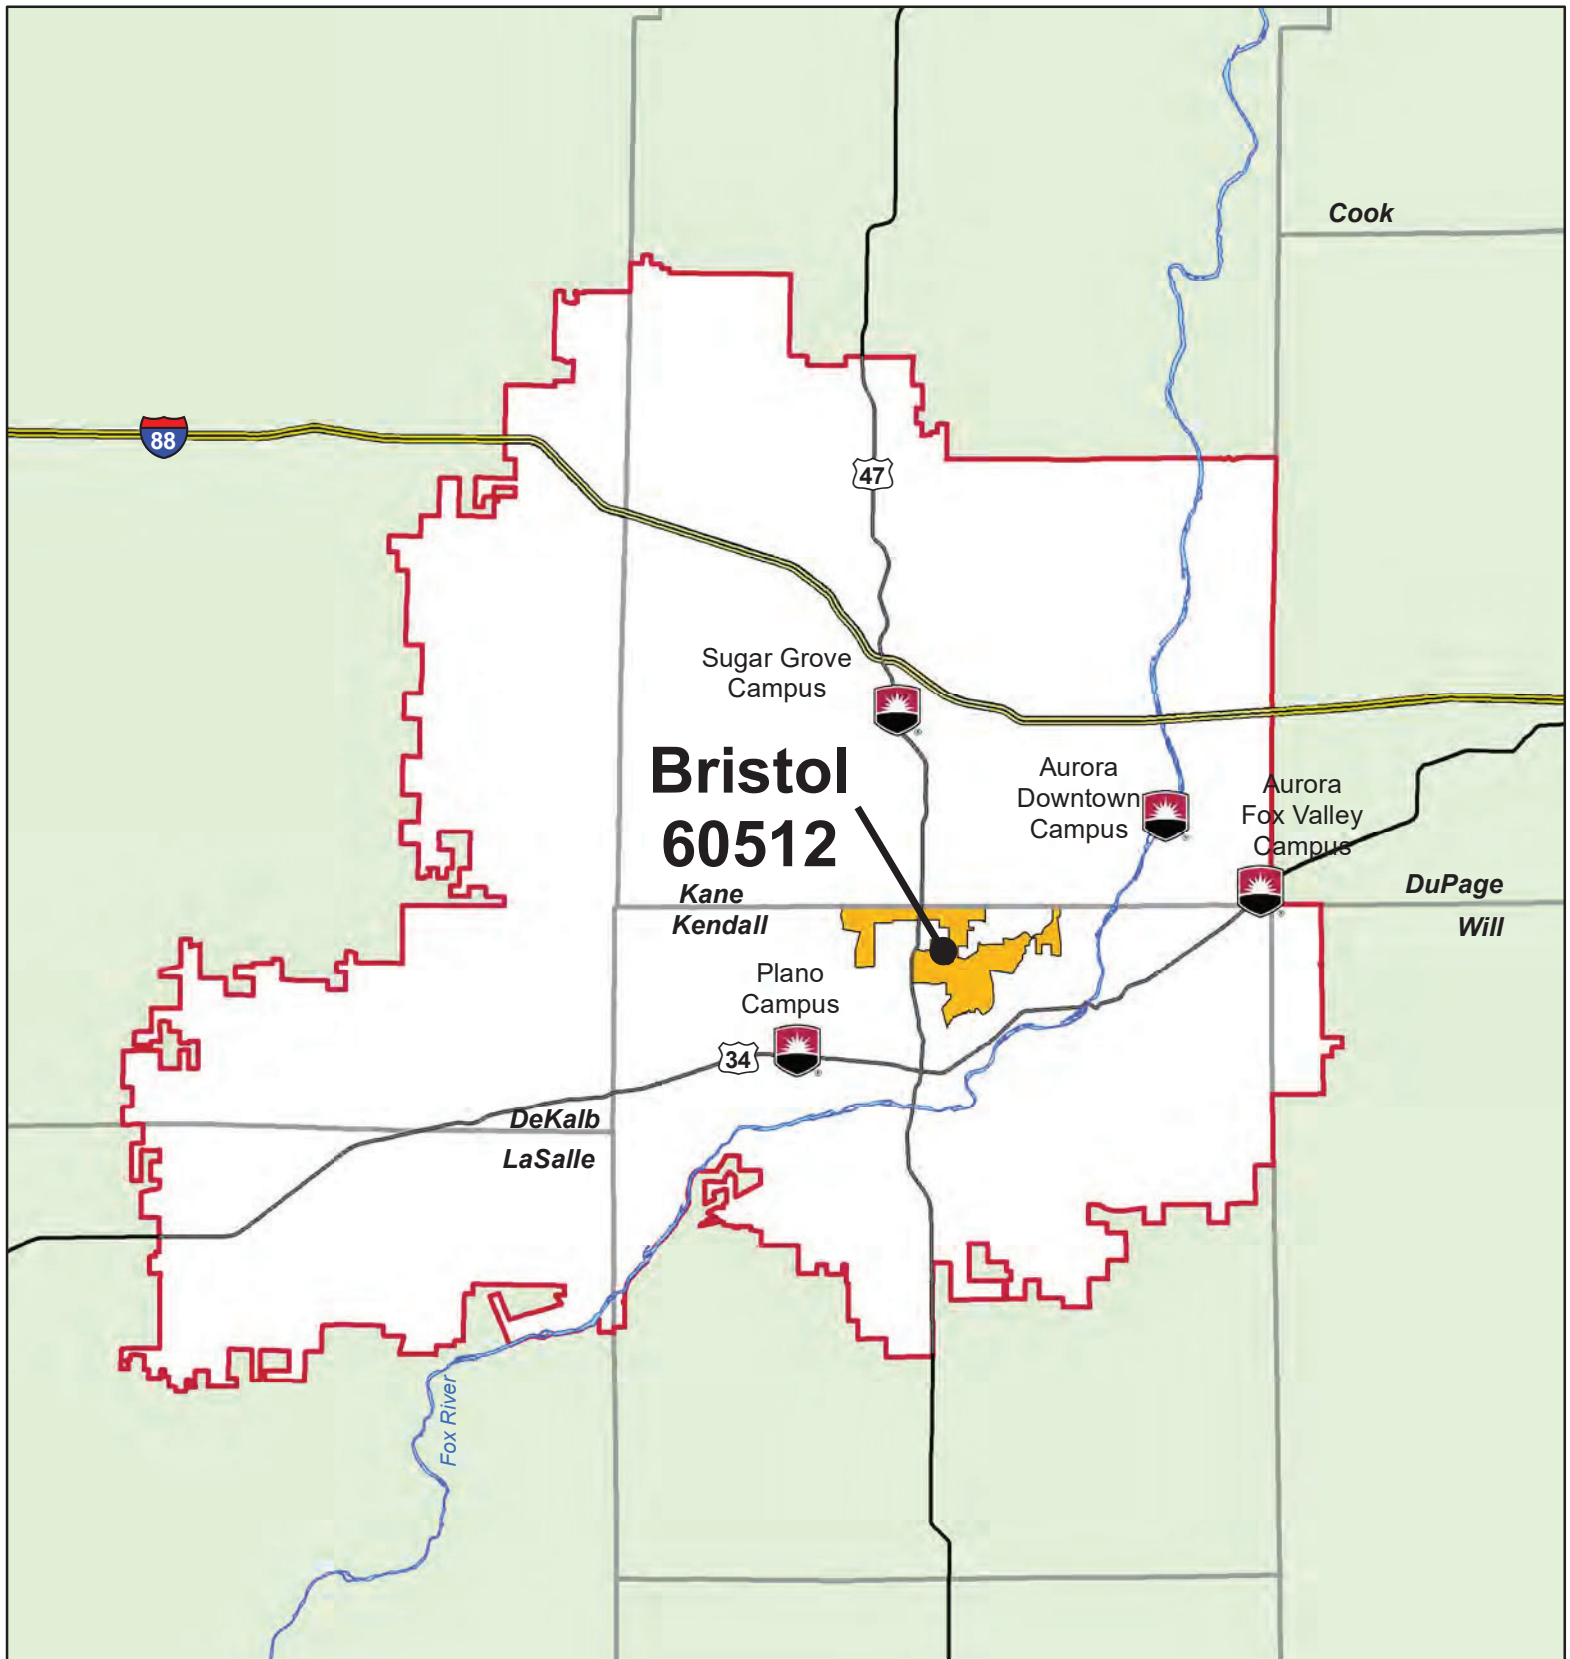 Cook
88
47
Sugar Grove
Campus
Bristol
60512
Aurora
Downtown
Campus
Aurora
Fox Valley
Campus
Kane
Kendall
DuPage
Will
Plano
Campus
34
DeKalb
LaSalle
Fox River